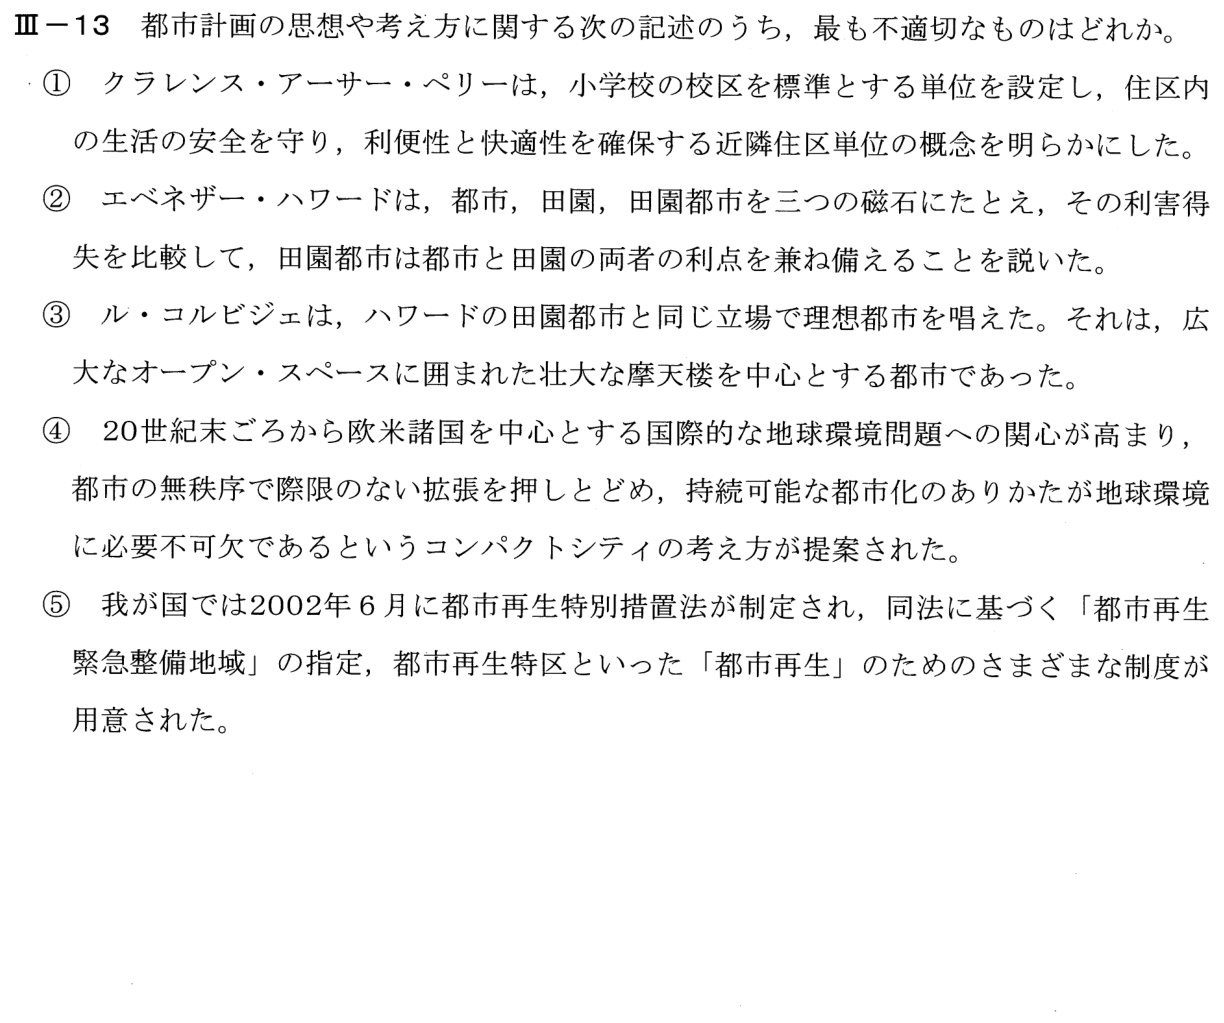 Ⅲ－13　都市計画の思想や考え方に関する次の記述のうち，最も不適切なものはどれか。
①　クラレンス・アーサー・ペリーは，小学校の校区を標準とする単位を設定し，住区内
の生活の安全を守り，利便性と快適性を確保する近隣住区単位の概念を明らかにした。
②　エベネザー・ハワードは，都市，田園，田園都市を三つの磁石にたとえ，その利害得
失を比較して，田園都市は都市と田園の両者の利点を兼ね備えることを説いた。
③　ル・コルビジェは，ハワードの田園都市と同じ立場で理想都市を唱えた。それは，広
大なオープン・スペースに囲まれた壮大な摩天楼を中心とする都市であった。
④　20世紀末ごろから欧米諸国を中心とする国際的な地球環境問題への関心が高まり，
都市の無秩序で際限のない拡張を押しとどめ，持続可能な都市化のありかたが地球環境
に必要不可欠であるというコンパクトシティの考え方が提案された。
⑤　我が国では2002年６月に都市再生特別措置法が制定され，同法に基づく「都市再生
緊急整備地域」の指定，都市再生特区といった「都市再生」のためのさまざまな制度が
用意された。